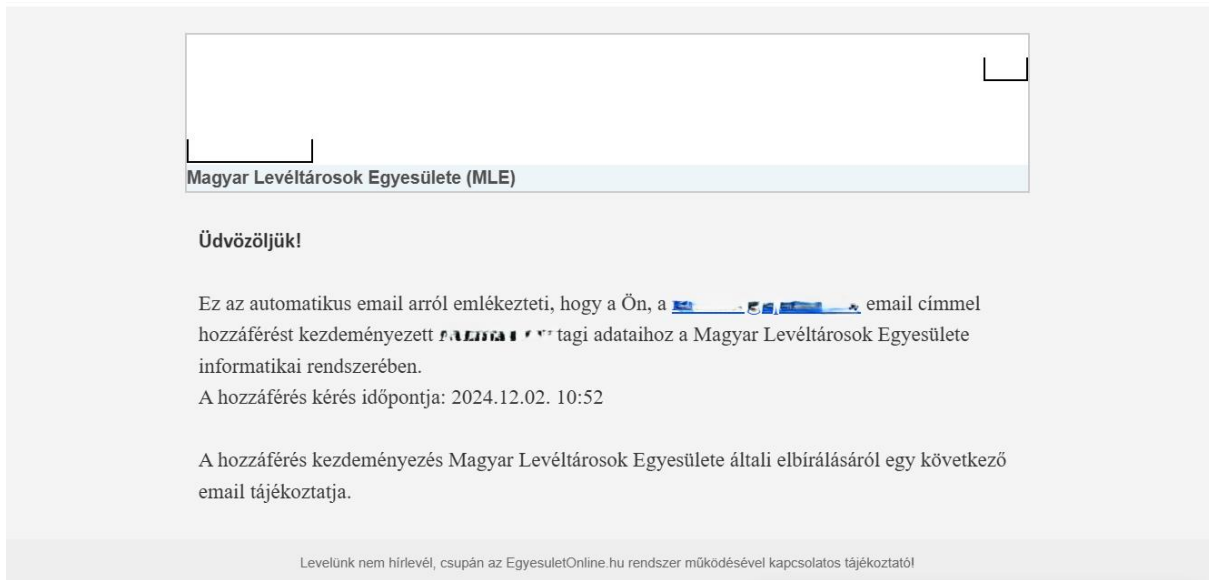 Magyar Levéltárosok Egyesülete (MLE)
Üdvözöljük!
Ez az automatikus email arról emlékezteti, hogy a Ön, a email címmel
hozzáférést kezdeményezett tagi adataihoz a Magyar Levéltárosok Egyesülete
informatikai rendszerében.
A hozzáférés kérés időpontja: 2024.12.02. 10:52
A hozzáférés kezdeményezés Magyar Levéltárosok Egyesülete általi elbírálásáról egy következő
email tájékoztatja.
Levelünk nem hírlevél, csupán az EgyesuletOnline.hu rendszer működésével kapcsolatos tájékoztató!